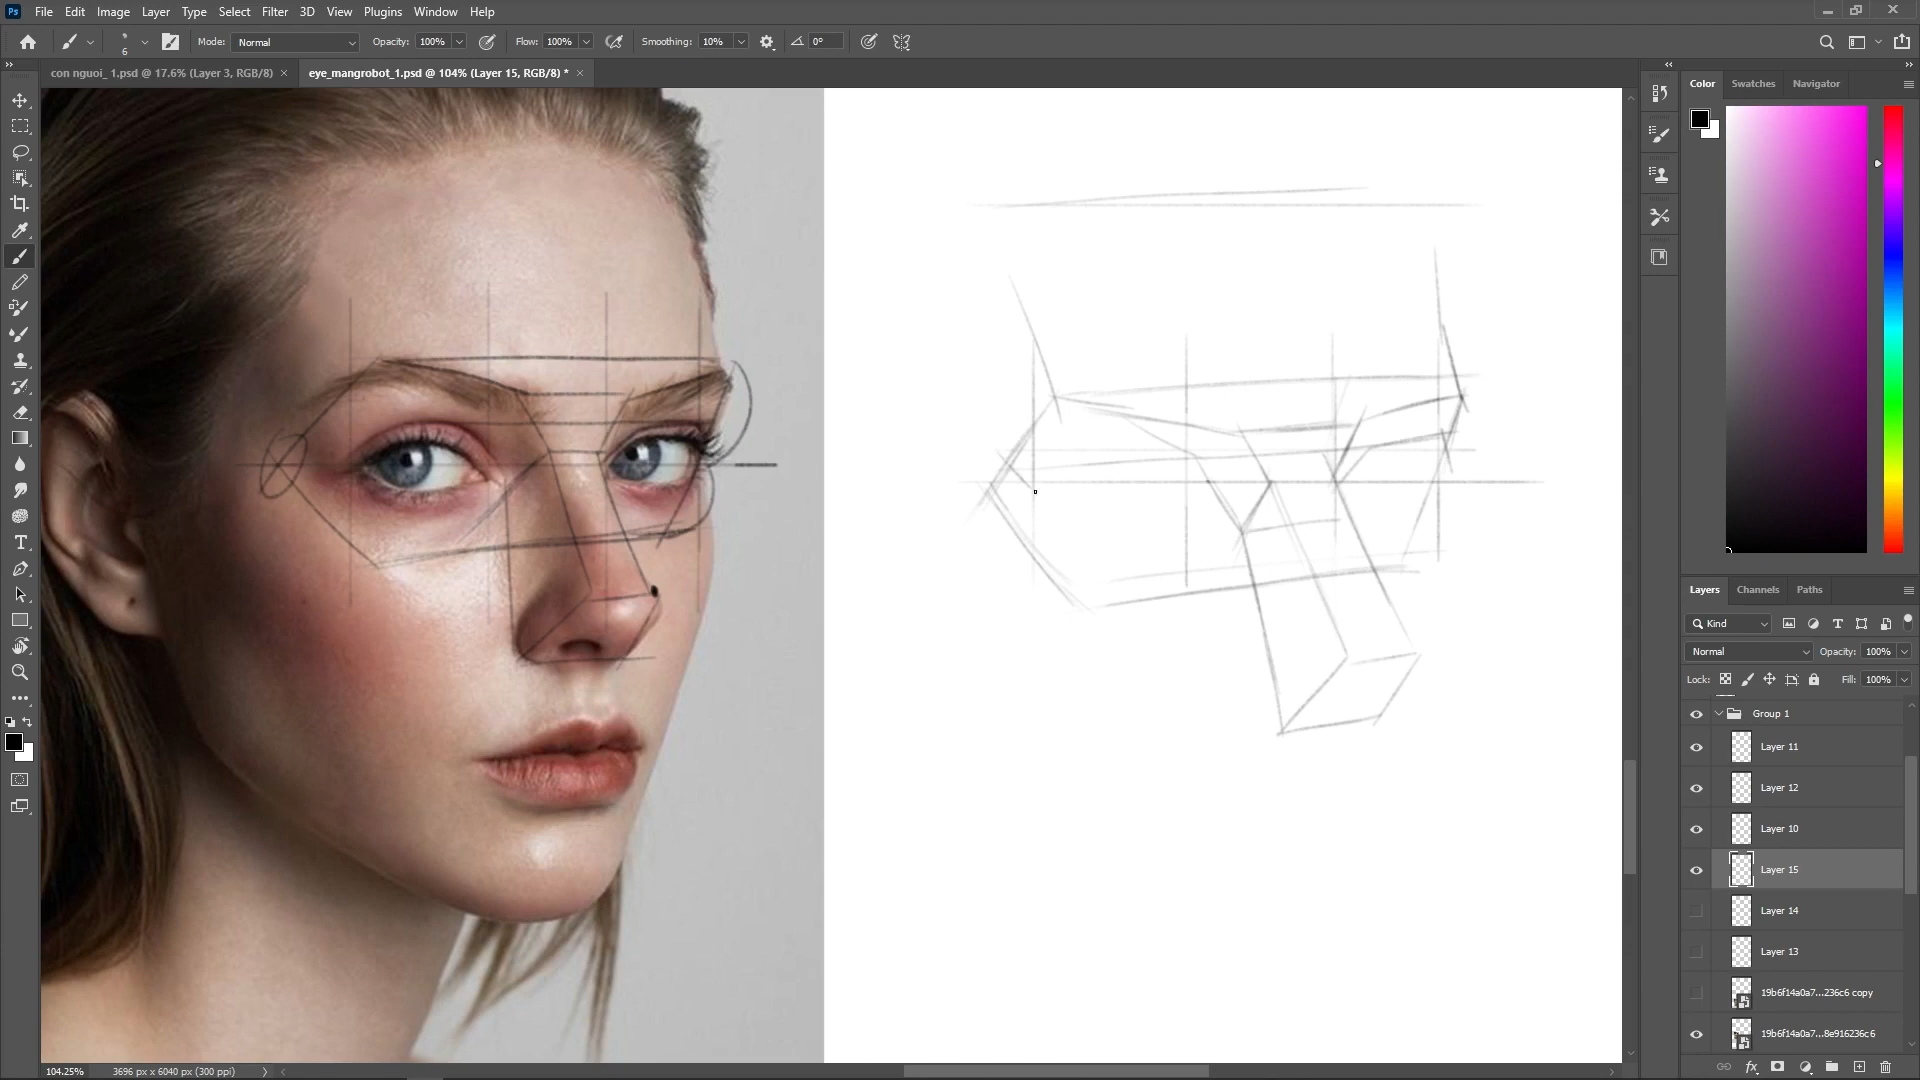 Ps File Edit Image Layer Type Select Filter 3D View Plugins Window Help
6 Mode: Normal Opacity: 100% Flow: 100% Smoothing: 10% 0°
con nguoi_ 1.psd @ 17.6% (Layer 3, RGB/8) × eye_mangrobot_1.psd @ 104% (Layer 15, RGB/8) * ×
Color Swatches Navigator
Layers Channels Paths
Kind
Normal Opacity: 100%
Lock: Fill: 100%
Group 1
Layer 11
Layer 12
Layer 10
Layer 15
Layer 14
Layer 13
19b6f14a0a7...236c6 copy
19b6f14a0a7...8e916236c6
104.25% 3696 px x 6040 px (300 ppi)